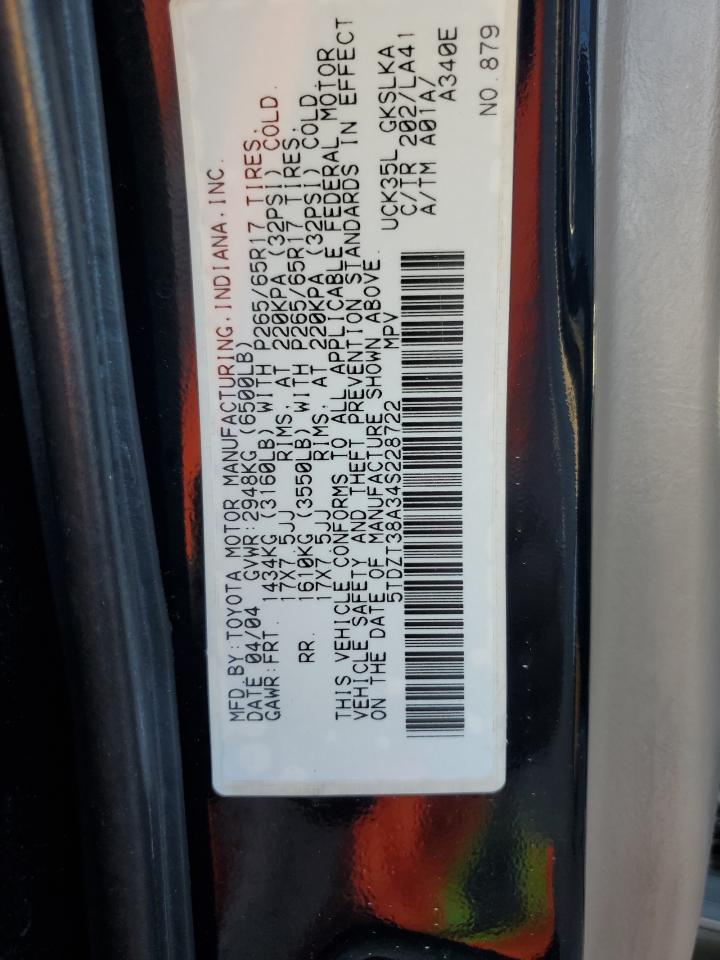 MFD.BY:TOYOTA MOTOR MANUFACTURING,INDIANA,INC.
DATE 04/04 GVWR:2948KG (6500LB)
GAWR:FRT. 1434KG (3160LB) WITH P265/65R17 TIRES,
17X7.5JJ RIMS, AT 220KPA (32PSI) COLD.
RR. 1610KG (3550LB) WITH P265/65R17 TIRES,
17X7.5JJ RIMS, AT 220KPA (32PSI) COLD
THIS VEHICLE CONFORMS TO ALL APPLICABLE FEDERAL MOTOR
VEHICLE SAFETY AND THEFT PREVENTION STANDARDS IN EFFECT
ON THE DATE OF MANUFACTURE SHOWN ABOVE.
5TDZT38A34S228722 MPV
UCK35L GKSLKA
C/TR 202/LA41
A/TM A01A/
A340E
NO.879